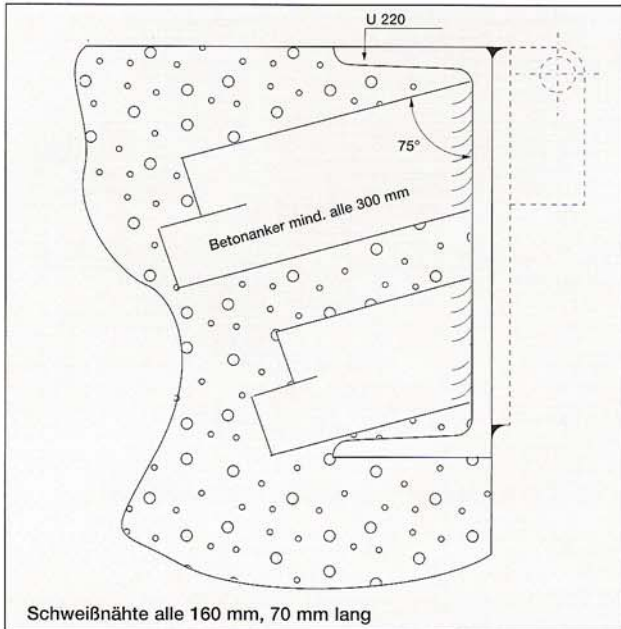 U 220
75°
Betonanker mind. alle 300 mm
Schweißnähte alle 160 mm, 70 mm lang